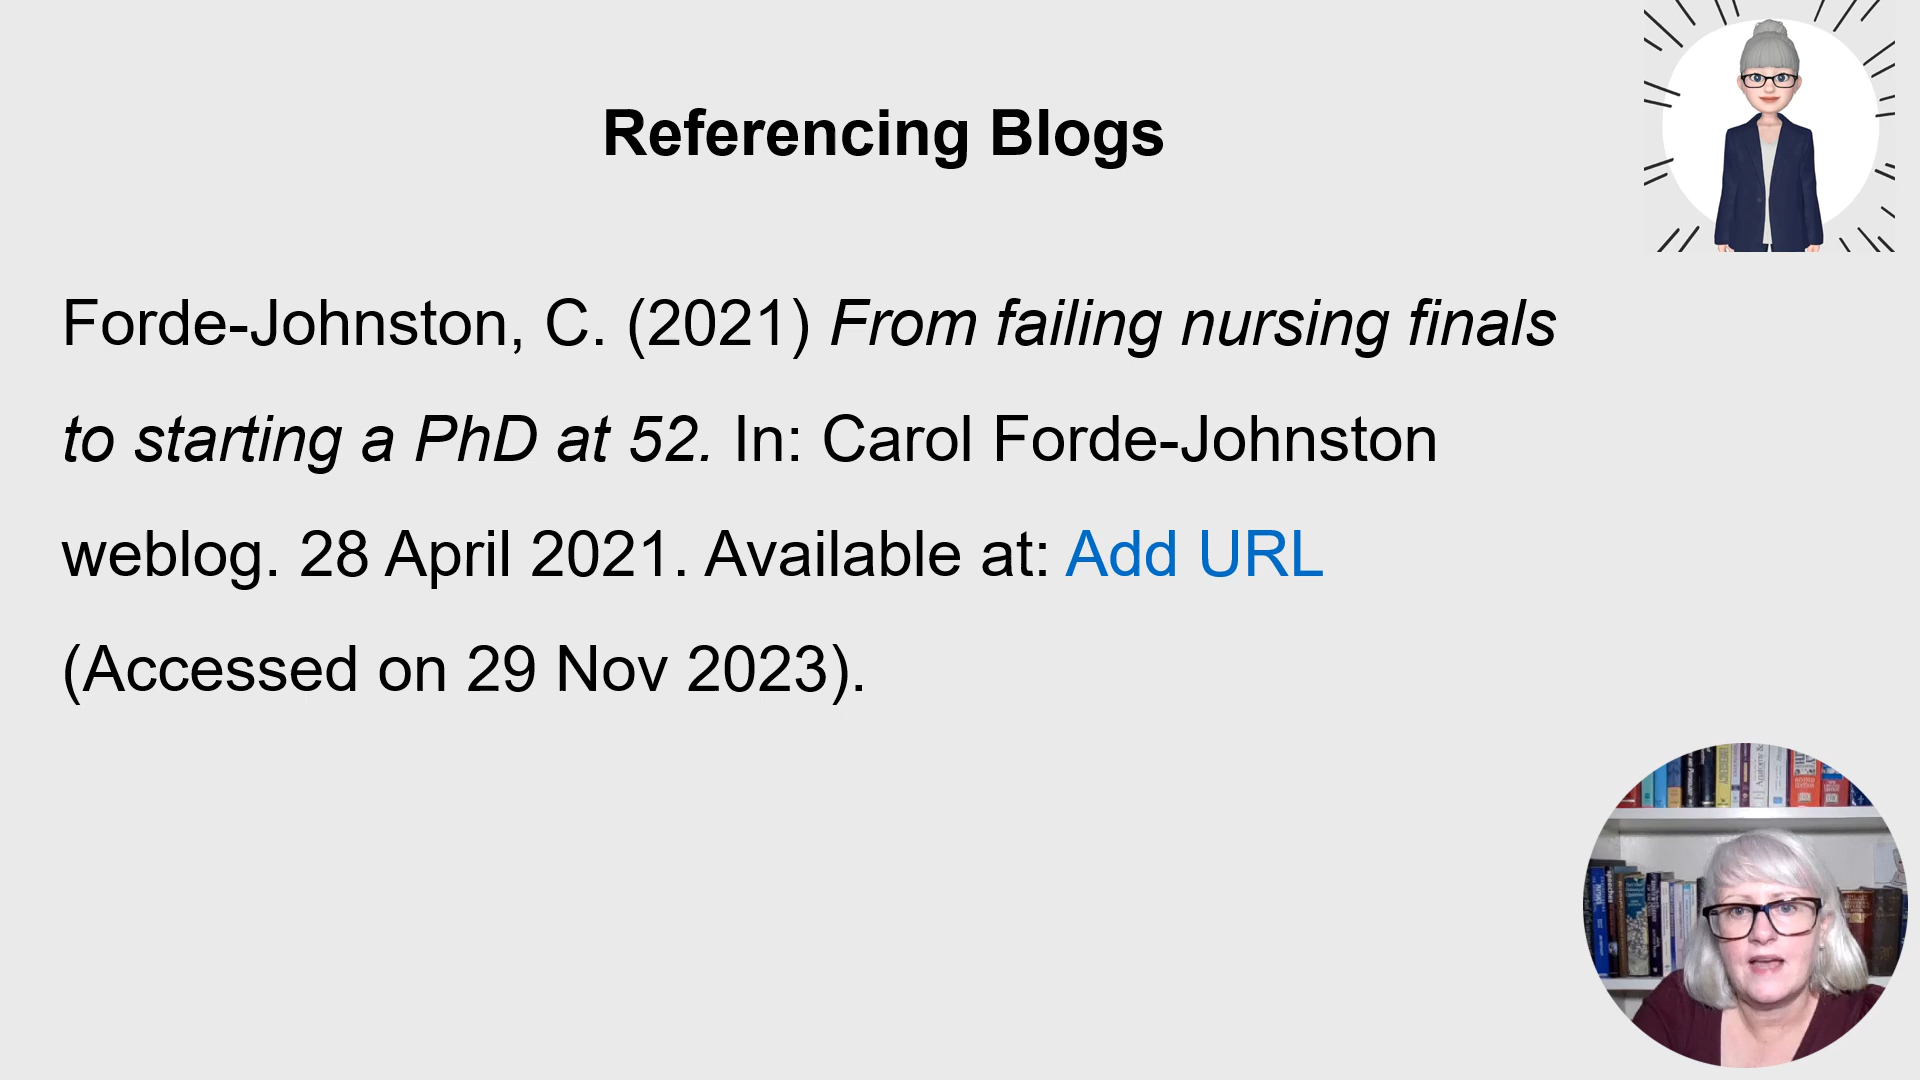 Referencing Blogs
Forde-Johnston, C. (2021) From failing nursing finals
to starting a PhD at 52. In: Carol Forde-Johnston
weblog. 28 April 2021. Available at: Add URL
(Accessed on 29 Nov 2023).